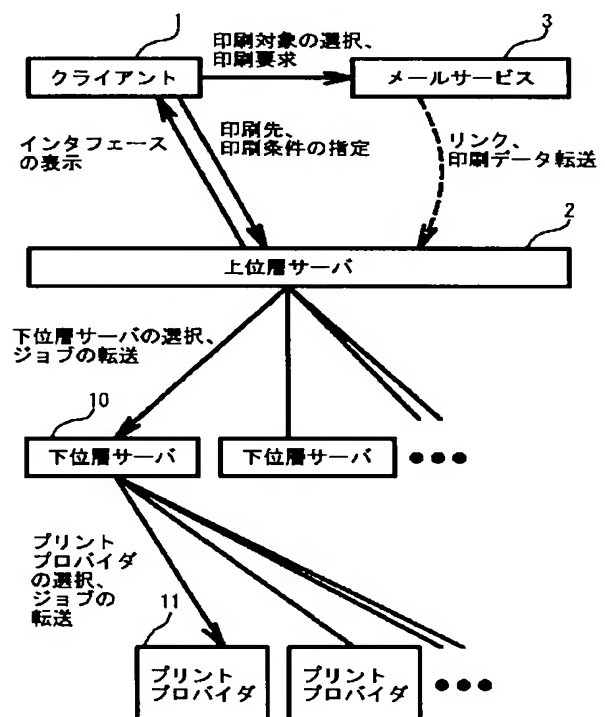 1
印刷対象の選択、
印刷要求
3
クライアント
メールサービス
インタフェース
の表示
印刷先、
印刷条件の指定
リンク、
印刷データ転送
2
上位層サーバ
下位層サーバの選択、
ジョブの転送
10
下位層サーバ
下位層サーバ
プリント
プロバイダ
の選択、
ジョブの
転送
11
プリント
プロバイダ
プリント
プロバイダ